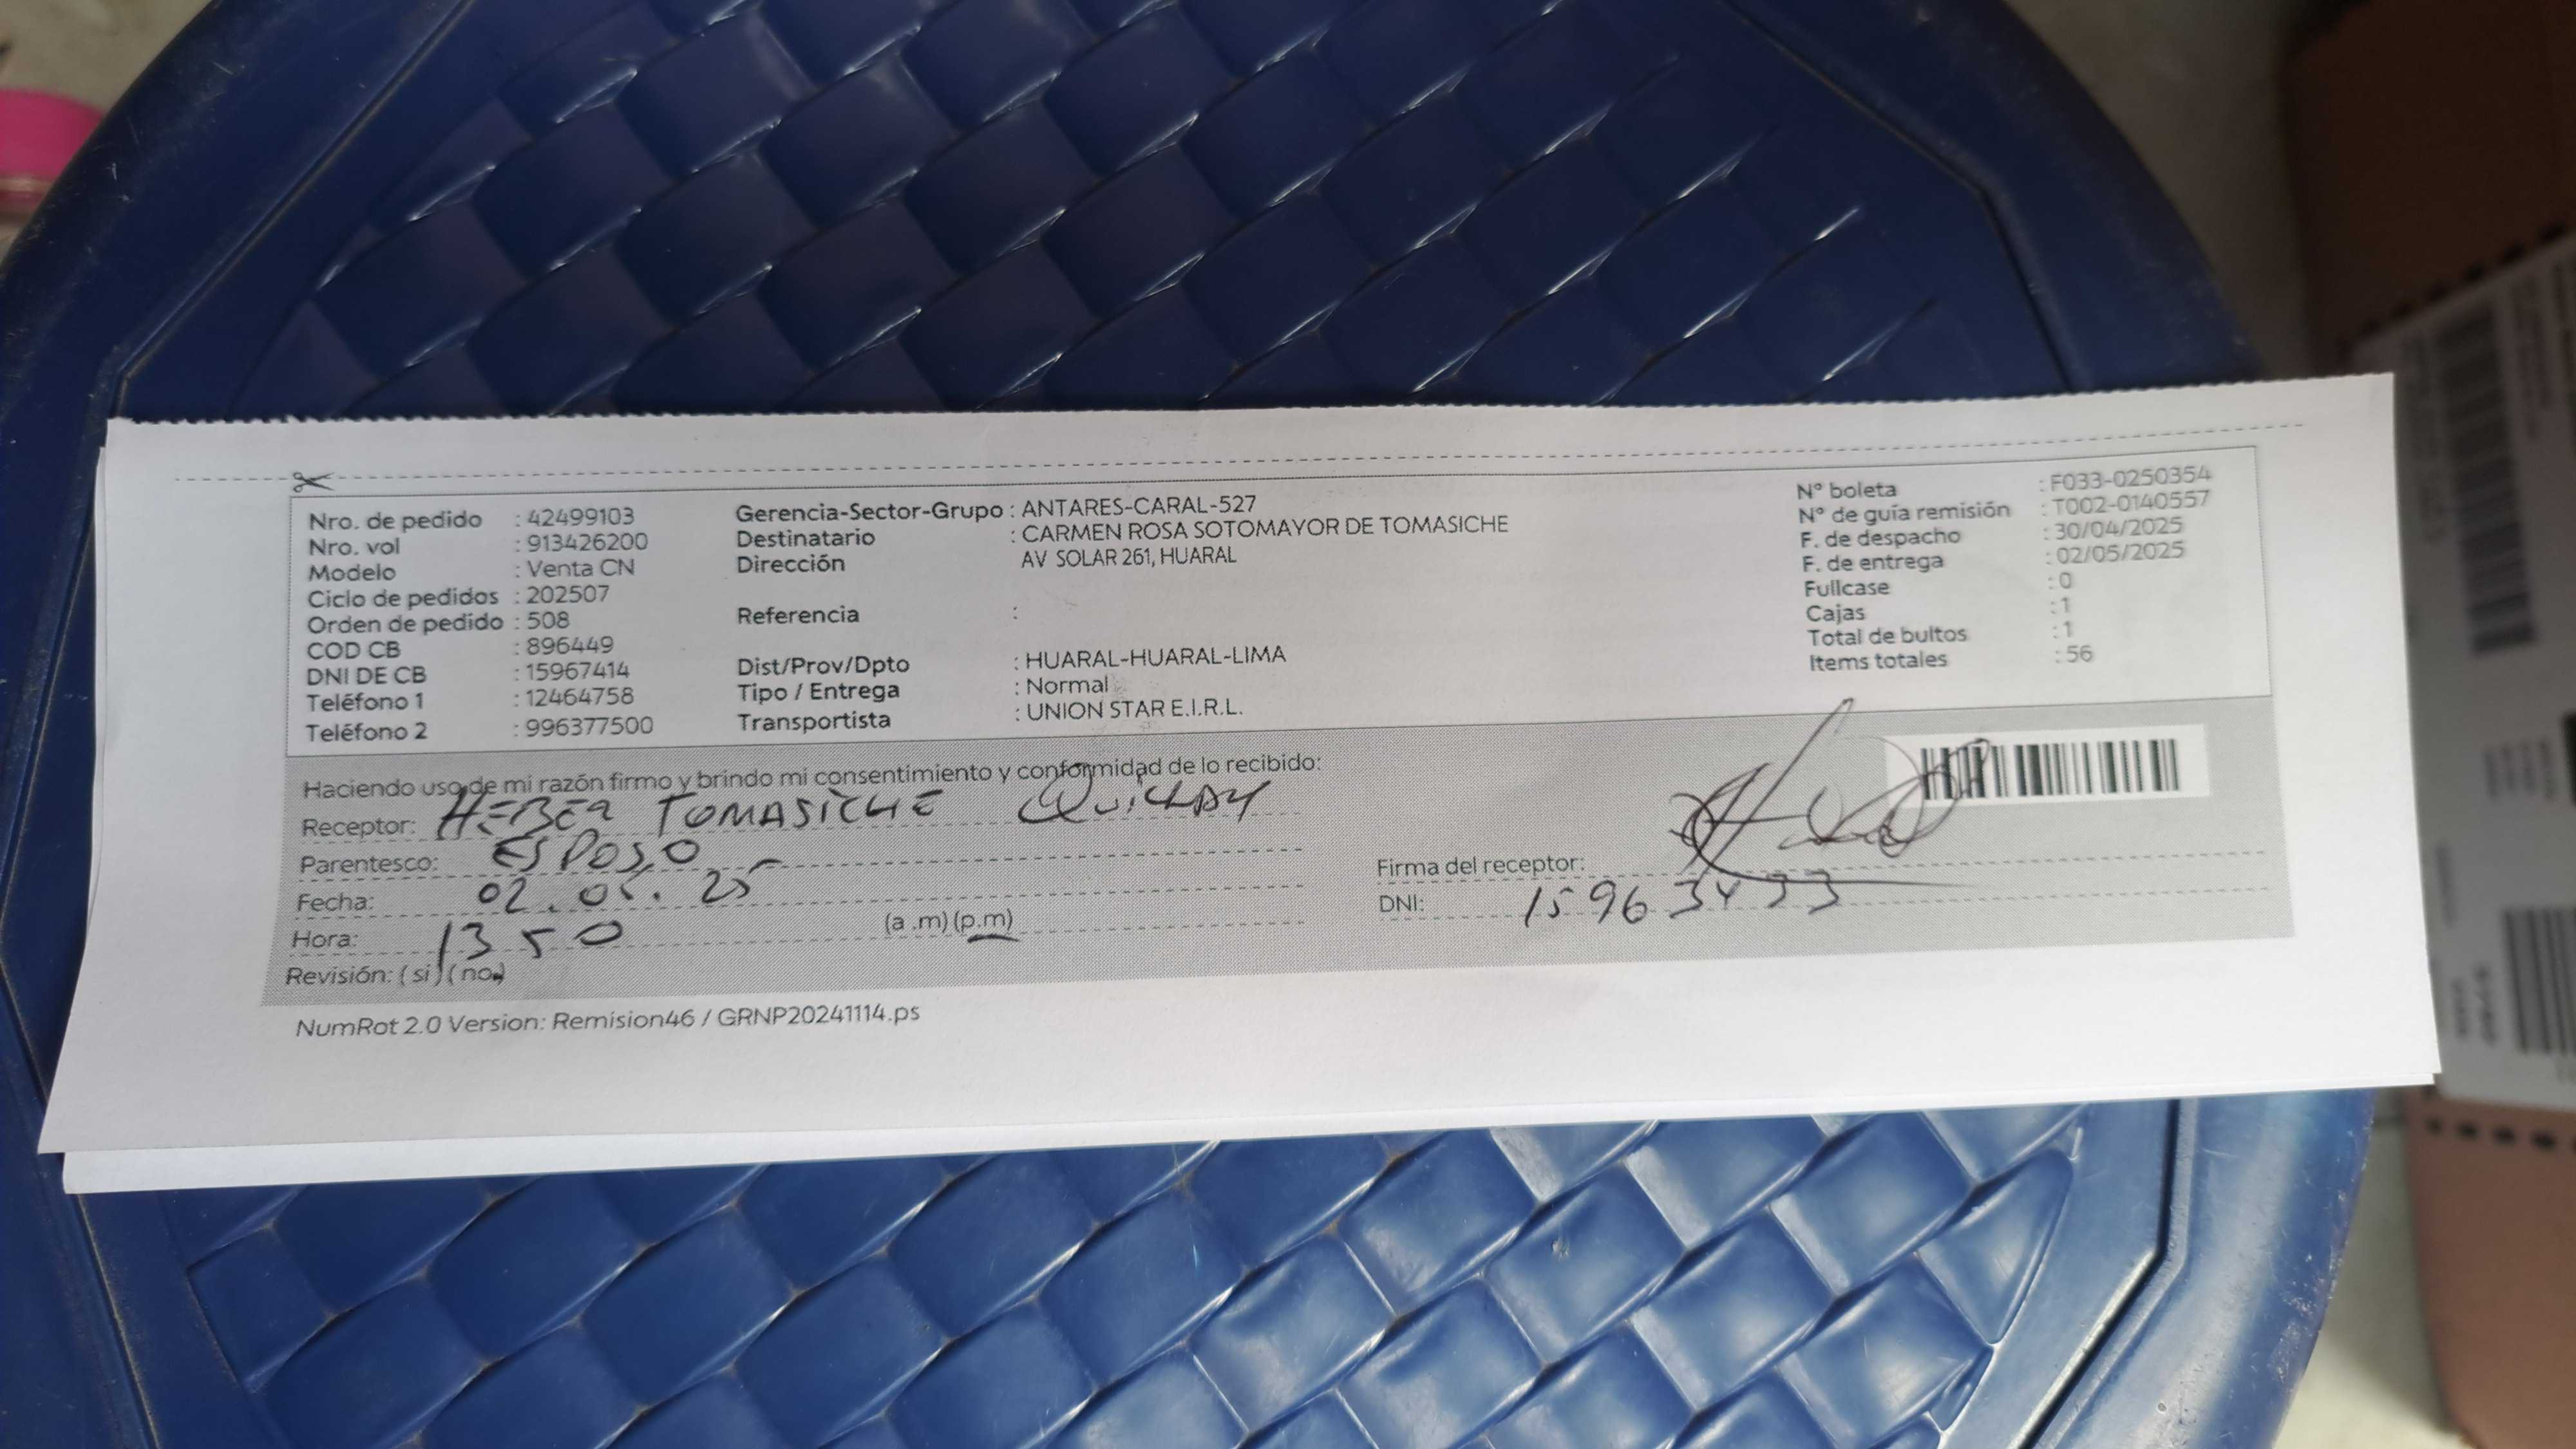 Nro. de pedido : 42499103
Nro. vol : 913426200
Modelo : Venta CN
Ciclo de pedidos : 202507
Orden de pedido : 508
COD CB : 896449
DNI DE CB : 15967414
Teléfono 1 : 12464758
Teléfono 2 : 996377500
Gerencia-Sector-Grupo : ANTARES-CARAL-527
Destinatario : CARMEN ROSA SOTOMAYOR DE TOMASICHE
Dirección AV SOLAR 261, HUARAL
Referencia :
Dist/Prov/Dpto : HUARAL-HUARAL-LIMA
Tipo / Entrega : Normal
Transportista : UNION STAR E.I.R.L.
N° boleta : F033-0250354
N° de guía remisión : T002-0140557
F. de despacho : 30/04/2025
F. de entrega : 02/05/2025
Fullcase : 0
Cajas : 1
Total de bultos : 1
Items totales : 56
Haciendo uso de mi razón firmo y brindo mi consentimiento y conformidad de lo recibido:
Receptor: HEBER TOMASICHE QUICHAY
Parentesco: ESPOSO
Fecha: 02.05.25
Hora: 1350 (a .m) (p.m)
Revisión: ( si ) ( no )
Firma del receptor:
DNI: 15963433
NumRot 2.0 Version: Remision46 / GRNP20241114.ps